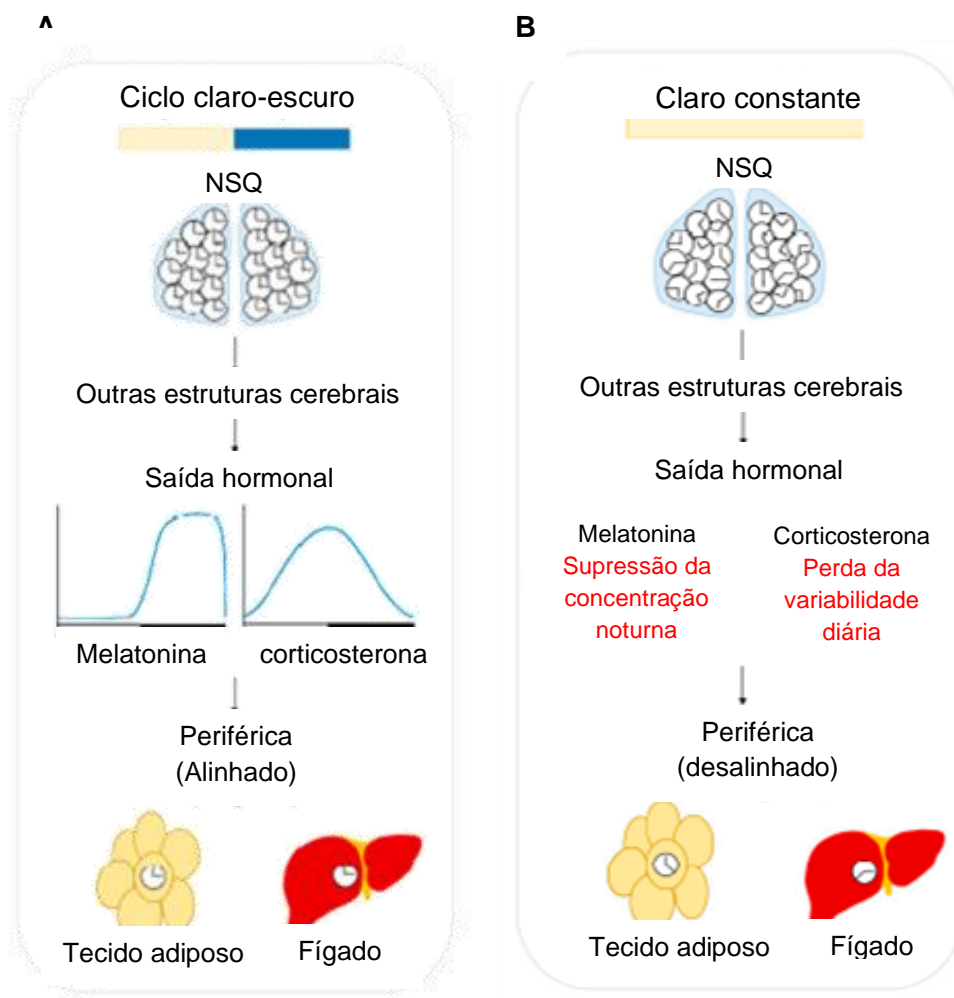 A
Ciclo claro-escuro
NSQ
Outras estruturas cerebrais
Saída hormonal
Melatonina
corticosterona
Periférica
(Alinhado)
Tecido adiposo
Fígado
B
Claro constante
NSQ
Outras estruturas cerebrais
Saída hormonal
Melatonina
Supressão da
concentração
noturna
Corticosterona
Perda da
variabilidade
diária
Periférica
(desalinhado)
Tecido adiposo
Fígado